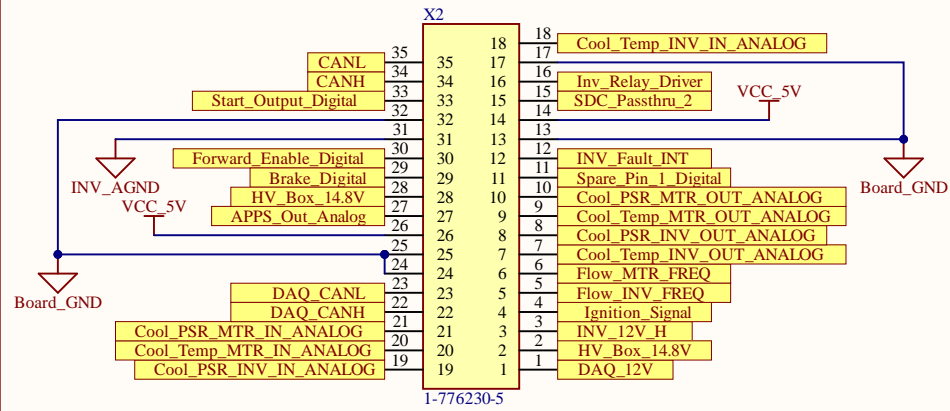 X2
18 18 Cool_Temp_INV_IN_ANALOG
CANL 35 35 17 17
CANH 34 34 16 16 Inv_Relay_Driver
Start_Output_Digital 33 33 15 15 SDC_Passthru_2
32 32 14 14 VCC_5V
31 31 13 13
INV_AGND
Board_GND
Forward_Enable_Digital 30 30 12 12 INV_Fault_INT
Brake_Digital 29 29 11 11 Spare_Pin_1_Digital
HV_Box_14.8V 28 28 10 10 Cool_PSR_MTR_OUT_ANALOG
APPS_Out_Analog 27 27 9 9 Cool_Temp_MTR_OUT_ANALOG
VCC_5V 26 26 8 8 Cool_PSR_INV_OUT_ANALOG
25 25 7 7 Cool_Temp_INV_OUT_ANALOG
24 24 6 6 Flow_MTR_FREQ
Board_GND
DAQ_CANL 23 23 5 5 Flow_INV_FREQ
DAQ_CANH 22 22 4 4 Ignition_Signal
Cool_PSR_MTR_IN_ANALOG 21 21 3 3 INV_12V_H
Cool_Temp_MTR_IN_ANALOG 20 20 2 2 HV_Box_14.8V
Cool_PSR_INV_IN_ANALOG 19 19 1 1 DAQ_12V
1-776230-5